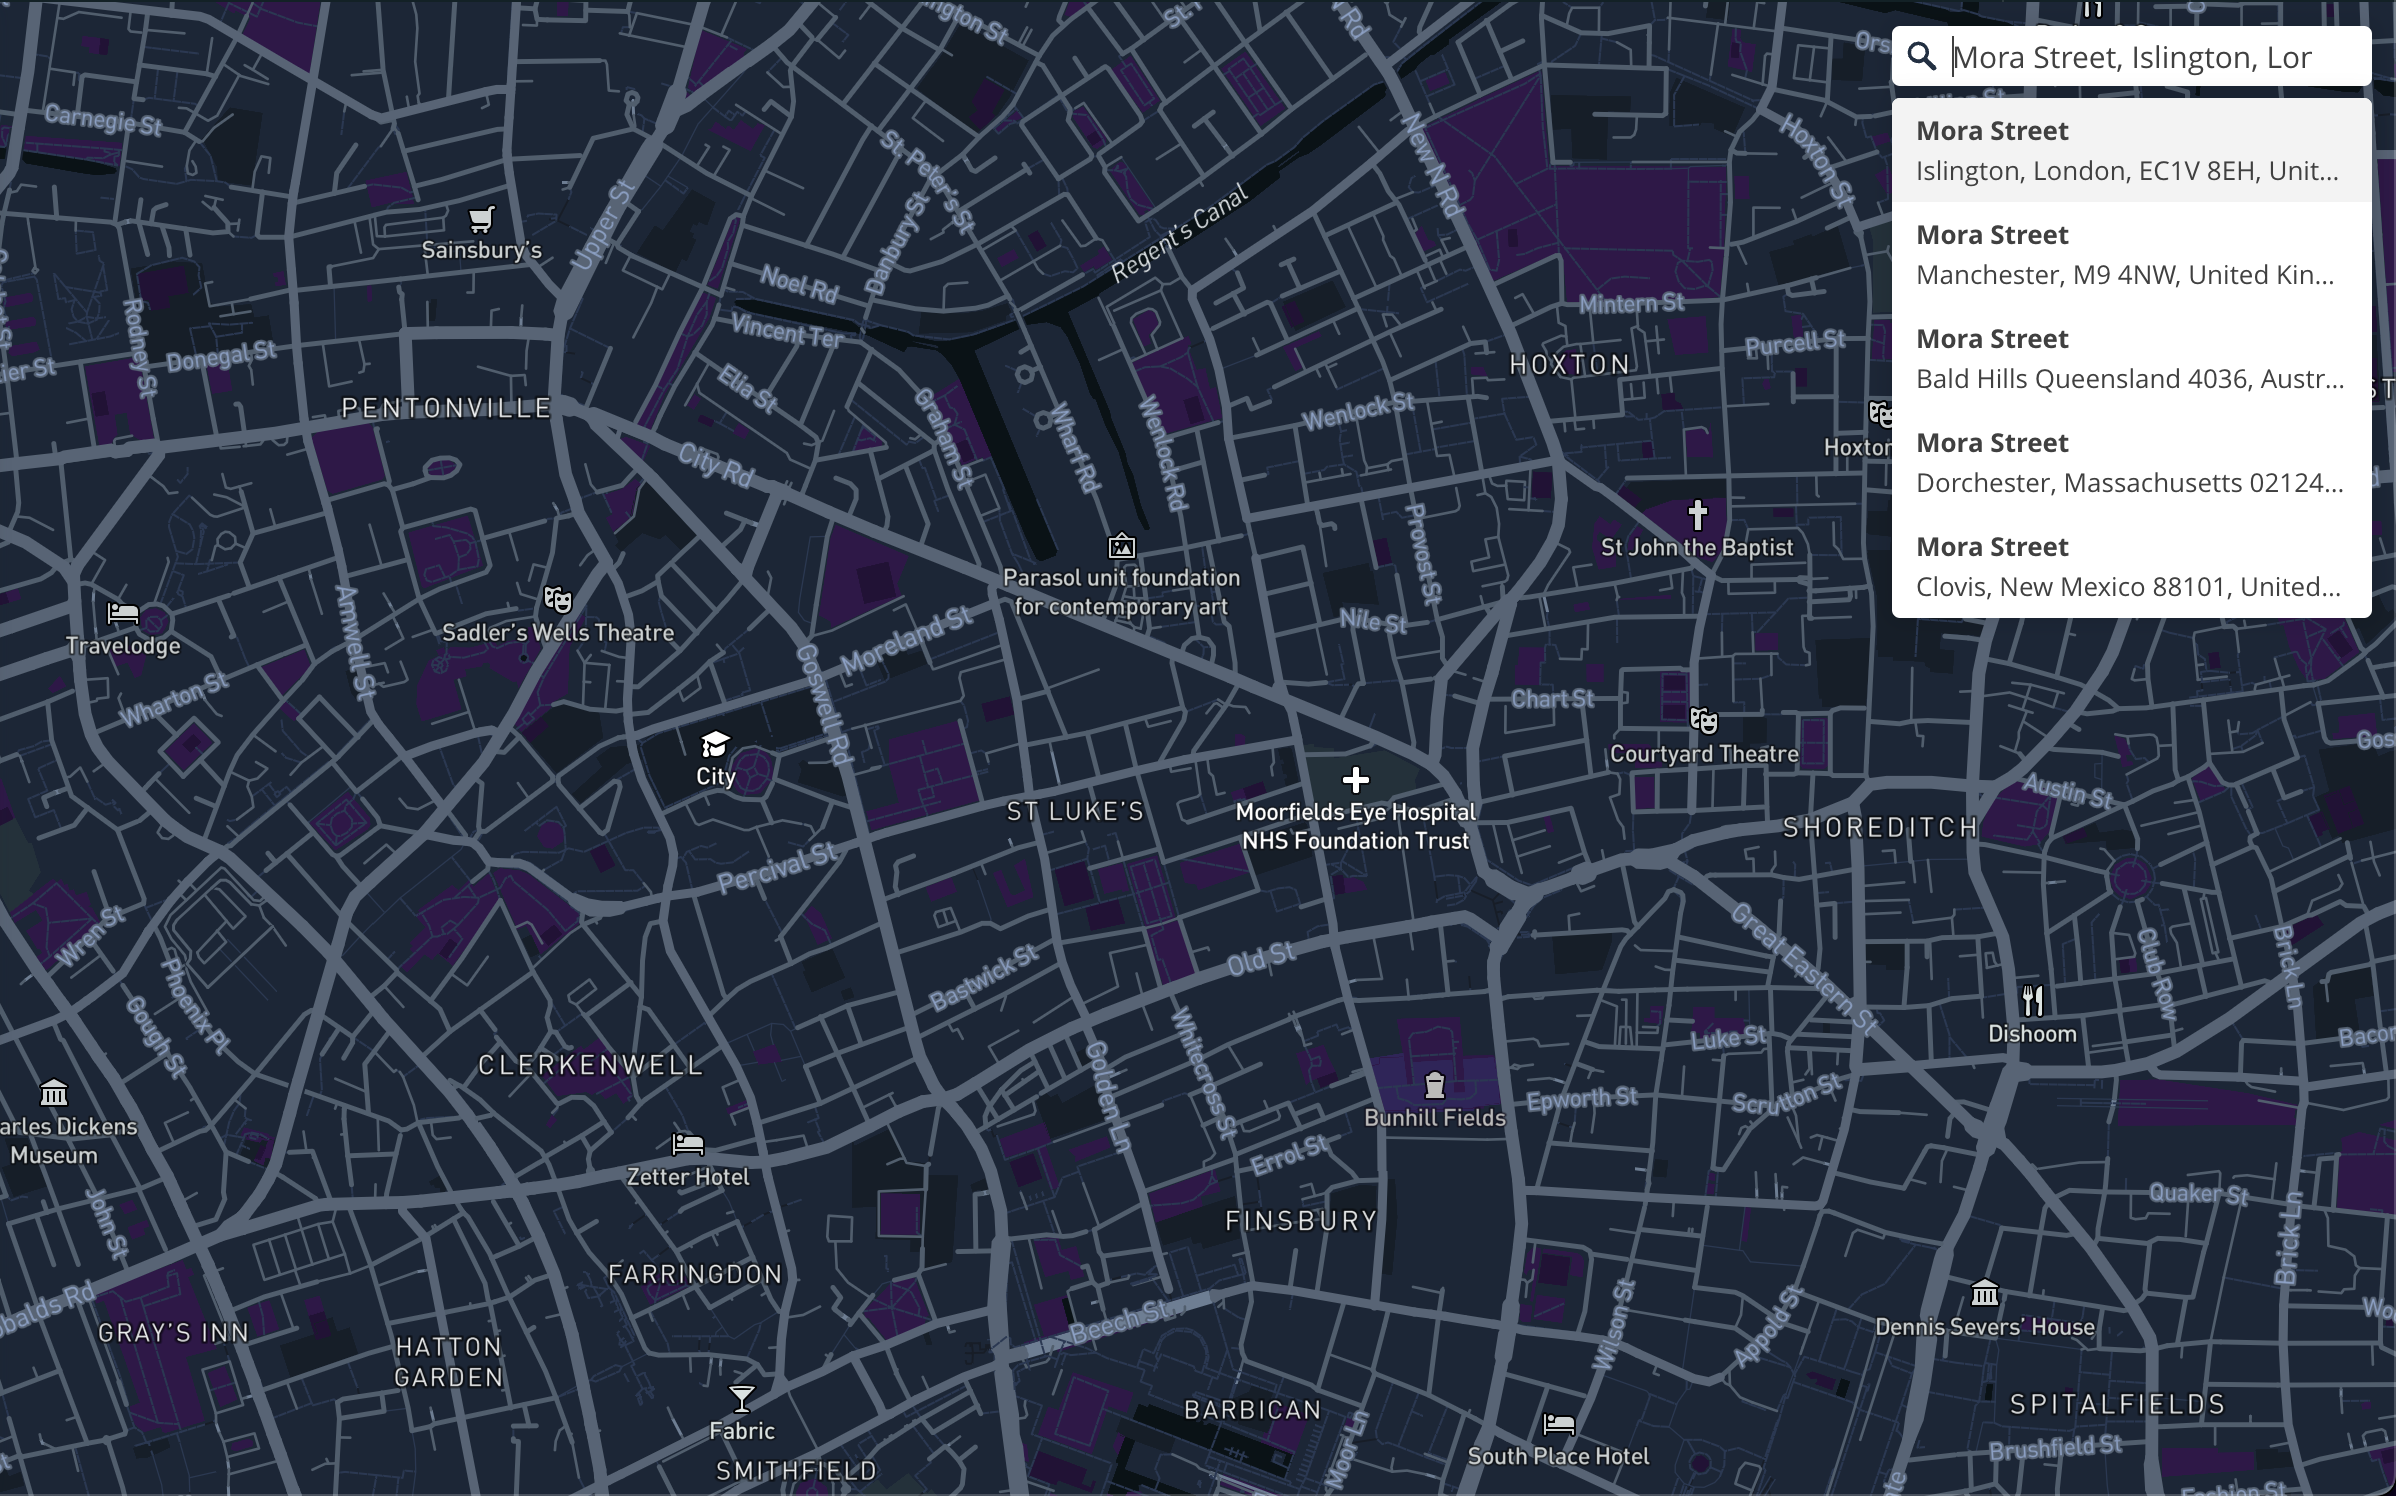 Mora Street, Islington, Lor
Mora Street
Islington, London, EC1V 8EH, Unit...
Mora Street
Manchester, M9 4NW, United Kin...
Mora Street
Bald Hills Queensland 4036, Austr...
Mora Street
Dorchester, Massachusetts 02124...
Mora Street
Clovis, New Mexico 88101, United...
Carnegie St
St. Peter's St
Danbury St
New N Rd
Hoxton St
Upper St
Regent's Canal
Sainsbury's
Noel Rd
Vincent Ter
Rodney St
Donegal St
Mintern St
Purcell St
HOXTON
PENTONVILLE
Elia St
Graham St
Wharf Rd
Wenlock Rd
Wenlock St
City Rd
Provost St
St John the Baptist
Parasol unit foundation
for contemporary art
Travelodge
Amwell St
Sadler's Wells Theatre
Moreland St
Nile St
Wharton St
Goswell Rd
Chart St
City
Courtyard Theatre
ST LUKE'S
Moorfields Eye Hospital
NHS Foundation Trust
Austin St
SHOREDITCH
Percival St
Wren St
Phoenix Pl
Gough St
Bastwick St
Old St
Great Eastern St
Club Row
Brick Ln
Golden Ln
Whitecross St
Luke St
Dishoom
Bacon
CLERKENWELL
Bunhill Fields
Epworth St
Scrutton St
arles Dickens
Museum
Zetter Hotel
Errol St
John St
FINSBURY
Quaker St
Brick Ln
FARRINGDON
balds Rd
GRAY'S INN
HATTON
GARDEN
Beech St
Wilson St
Appold St
Dennis Severs' House
Fabric
BARBICAN
Moor Ln
South Place Hotel
SPITALFIELDS
Brushfield St
SMITHFIELD